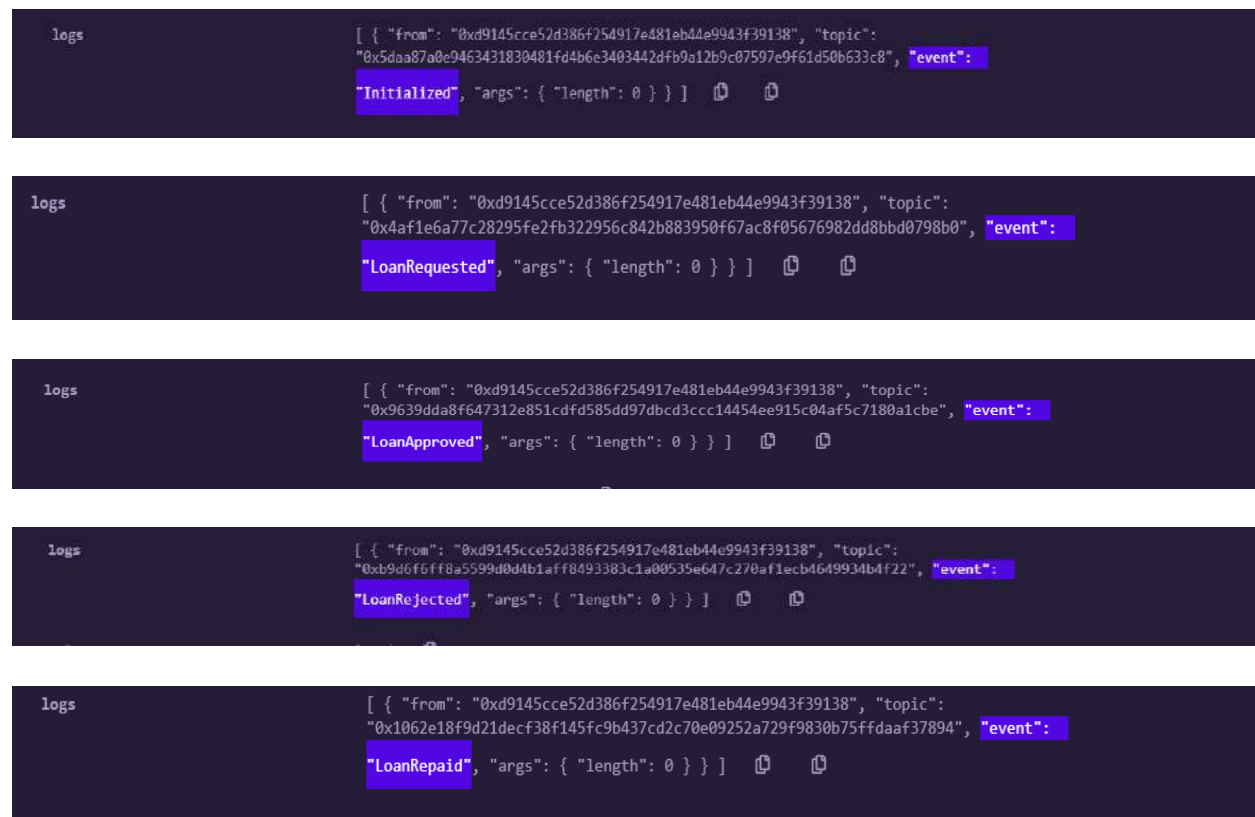 logs
[ { "from": "0xd9145cce52d386f254917e481eb44e9943f39138", "topic":
"0x5daa87a0e9463431830481fd4b6e3403442dfb9a12b9c07597e9f61d50b633c8", "event":
"Initialized", "args": { "length": 0 } } ]
logs
[ { "from": "0xd9145cce52d386f254917e481eb44e9943f39138", "topic":
"0x4af1e6a77c28295fe2fb322956c842b883950f67ac8f05676982dd8bbd0798b0", "event":
"LoanRequested", "args": { "length": 0 } } ]
logs
[ { "from": "0xd9145cce52d386f254917e481eb44e9943f39138", "topic":
"0x9639dda8f647312e851cdfd585dd97dbcd3ccc14454ee915c04af5c7180a1cbe", "event":
"LoanApproved", "args": { "length": 0 } } ]
logs
[ { "from": "0xd9145cce52d386f254917e481eb44e9943f39138", "topic":
"0xb9d6f6ff8a5599d0d4b1aff8493383c1a00535e647c270af1ecb4649934b4f22", "event":
"LoanRejected", "args": { "length": 0 } } ]
logs
[ { "from": "0xd9145cce52d386f254917e481eb44e9943f39138", "topic":
"0x1062e18f9d21decf38f145fc9b437cd2c70e09252a729f9830b75ffdaaf37894", "event":
"LoanRepaid", "args": { "length": 0 } } ]